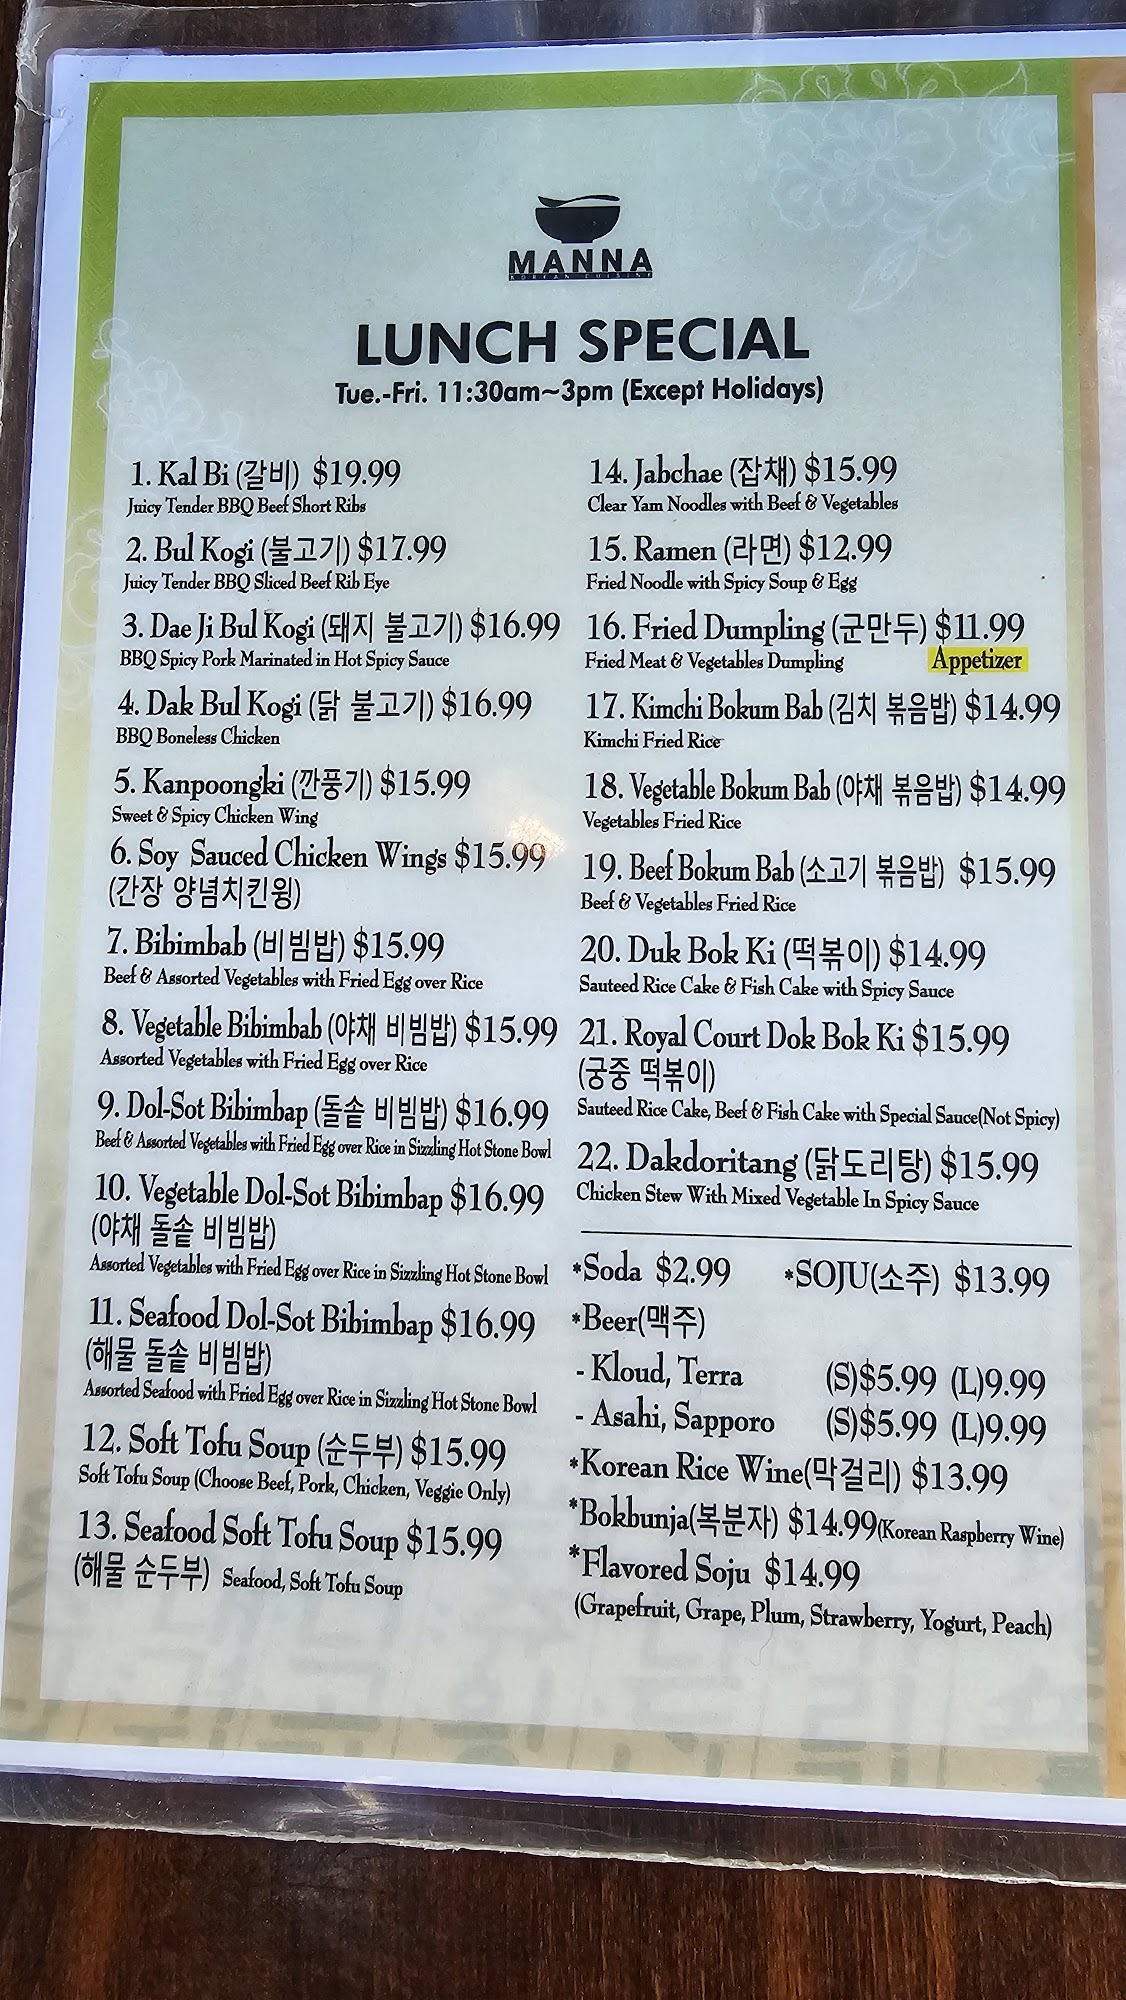 MANNA
KOREAN CUISINE
LUNCH SPECIAL
Tue.-Fri. 11:30am~3pm (Except Holidays)
1. Kal Bi (갈비) $19.99
Juicy Tender BBQ Beef Short Ribs
2. Bul Kogi (불고기) $17.99
Juicy Tender BBQ Sliced Beef Rib Eye
3. Dae Ji Bul Kogi (돼지 불고기) $16.99
BBQ Spicy Pork Marinated in Hot Spicy Sauce
4. Dak Bul Kogi (닭 불고기) $16.99
BBQ Boneless Chicken
5. Kanpoongki (깐풍기) $15.99
Sweet & Spicy Chicken Wing
6. Soy Sauced Chicken Wings $15.99
(간장 양념치킨윙)
7. Bibimbab (비빔밥) $15.99
Beef & Assorted Vegetables with Fried Egg over Rice
8. Vegetable Bibimbab (야채 비빔밥) $15.99
Assorted Vegetables with Fried Egg over Rice
9. Dol-Sot Bibimbap (돌솥 비빔밥) $16.99
Beef & Assorted Vegetables with Fried Egg over Rice in Sizzling Hot Stone Bowl
10. Vegetable Dol-Sot Bibimbap $16.99
(야채 돌솥 비빔밥)
Assorted Vegetables with Fried Egg over Rice in Sizzling Hot Stone Bowl
11. Seafood Dol-Sot Bibimbap $16.99
(해물 돌솥 비빔밥)
Assorted Seafood with Fried Egg over Rice in Sizzling Hot Stone Bowl
12. Soft Tofu Soup (순두부) $15.99
Soft Tofu Soup (Choose Beef, Pork, Chicken, Veggie Only)
13. Seafood Soft Tofu Soup $15.99
(해물 순두부) Seafood, Soft Tofu Soup
14. Jabchae (잡채) $15.99
Clear Yam Noodles with Beef & Vegetables
15. Ramen (라면) $12.99
Fried Noodle with Spicy Soup & Egg
16. Fried Dumpling (군만두) $11.99
Fried Meat & Vegetables Dumpling Appetizer
17. Kimchi Bokum Bab (김치 볶음밥) $14.99
Kimchi Fried Rice
18. Vegetable Bokum Bab (야채 볶음밥) $14.99
Vegetables Fried Rice
19. Beef Bokum Bab (소고기 볶음밥) $15.99
Beef & Vegetables Fried Rice
20. Duk Bok Ki (떡볶이) $14.99
Sauteed Rice Cake & Fish Cake with Spicy Sauce
21. Royal Court Dok Bok Ki $15.99
(궁중 떡볶이)
Sauteed Rice Cake, Beef & Fish Cake with Special Sauce(Not Spicy)
22. Dakdoritang (닭도리탕) $15.99
Chicken Stew With Mixed Vegetable In Spicy Sauce
*Soda $2.99 *SOJU(소주) $13.99
*Beer(맥주)
- Kloud, Terra (S)$5.99 (L)9.99
- Asahi, Sapporo (S)$5.99 (L)9.99
*Korean Rice Wine(막걸리) $13.99
*Bokbunja(복분자) $14.99(Korean Raspberry Wine)
*Flavored Soju $14.99
(Grapefruit, Grape, Plum, Strawberry, Yogurt, Peach)